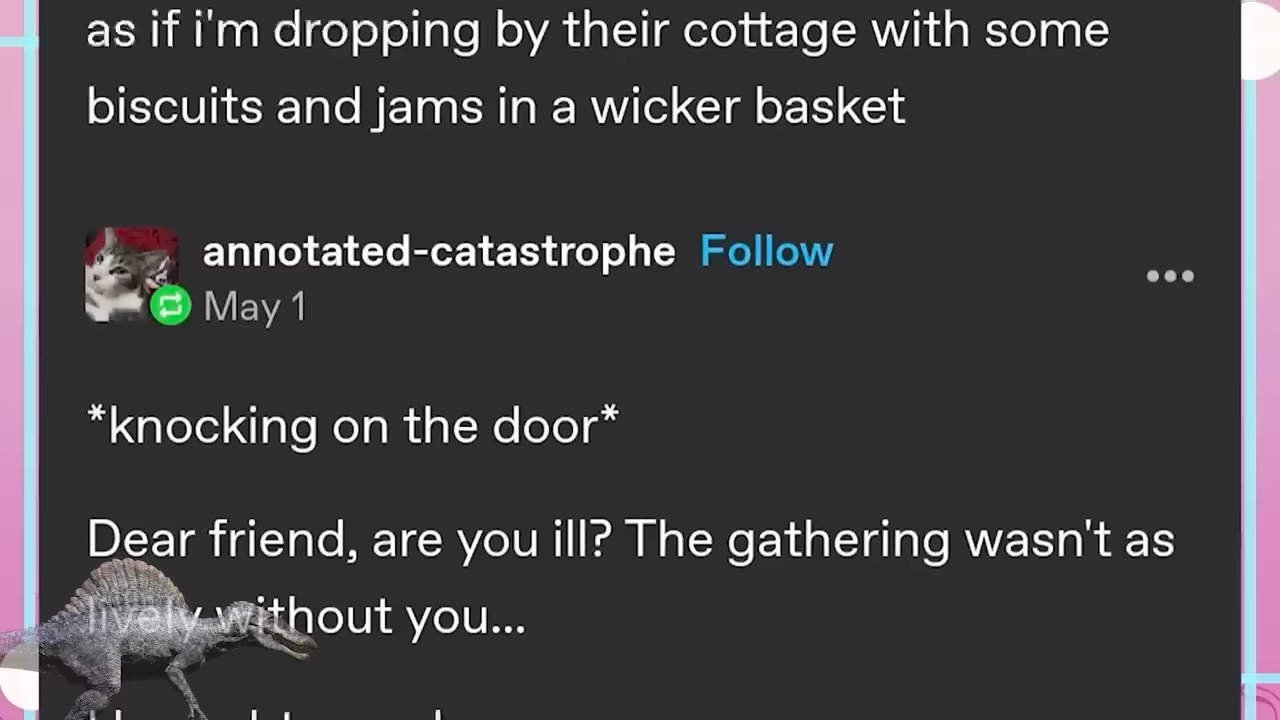 as if i'm dropping by their cottage with some
biscuits and jams in a wicker basket
annotated-catastrophe Follow
May 1
*knocking on the door*
Dear friend, are you ill? The gathering wasn't as
lively without you...